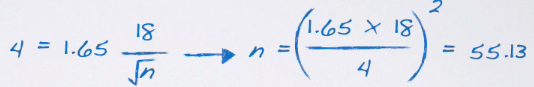 4 = 1.65 18/√n → n = (1.65 × 18 / 4)² = 55.13